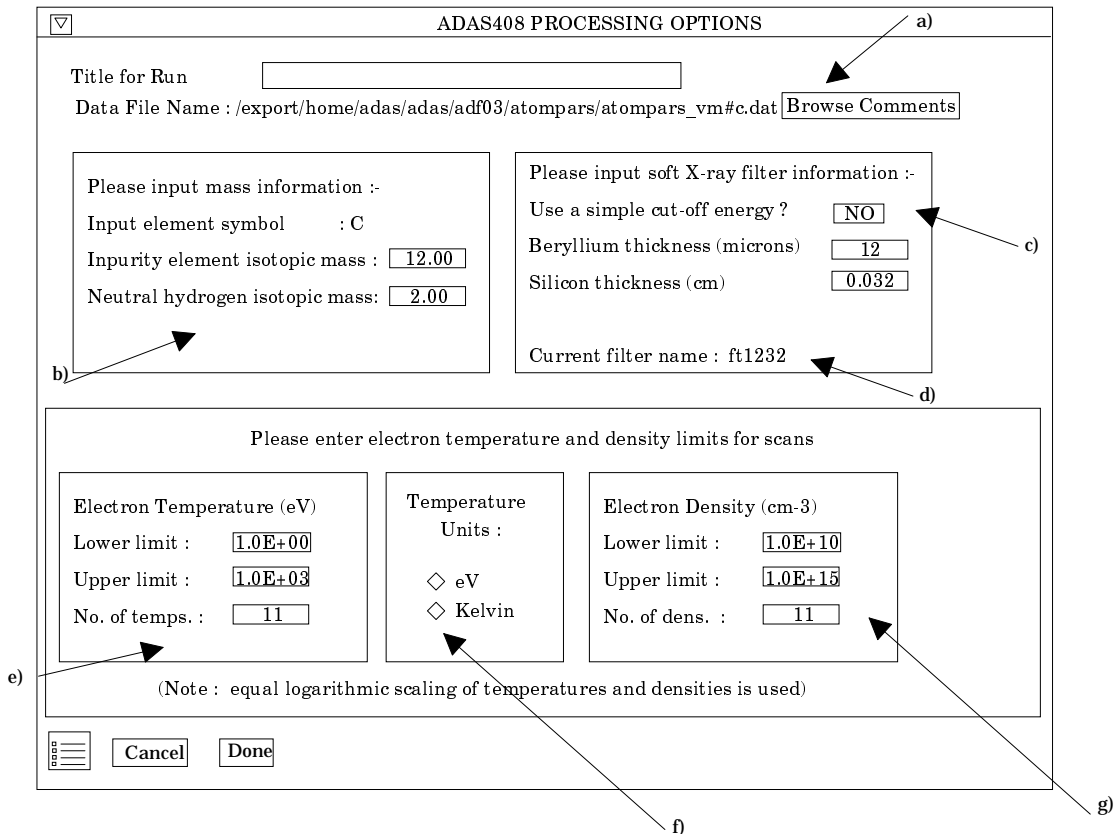 ADAS408 PROCESSING OPTIONS
a)
Title for Run
Data File Name : /export/home/adas/adas/adf03/atompars/atompars_vm#c.dat Browse Comments
Please input mass information :-
Input element symbol : C
Inpurity element isotopic mass : 12.00
Neutral hydrogen isotopic mass: 2.00
b)
Please input soft X-ray filter information :-
Use a simple cut-off energy ? NO
c)
Beryllium thickness (microns) 12
Silicon thickness (cm) 0.032
Current filter name : ft1232
d)
Please enter electron temperature and density limits for scans
Electron Temperature (eV)
Lower limit : 1.0E+00
Upper limit : 1.0E+03
No. of temps. : 11
e)
Temperature
Units :
eV
Kelvin
f)
Electron Density (cm-3)
Lower limit : 1.0E+10
Upper limit : 1.0E+15
No. of dens. : 11
g)
(Note : equal logarithmic scaling of temperatures and densities is used)
Cancel Done